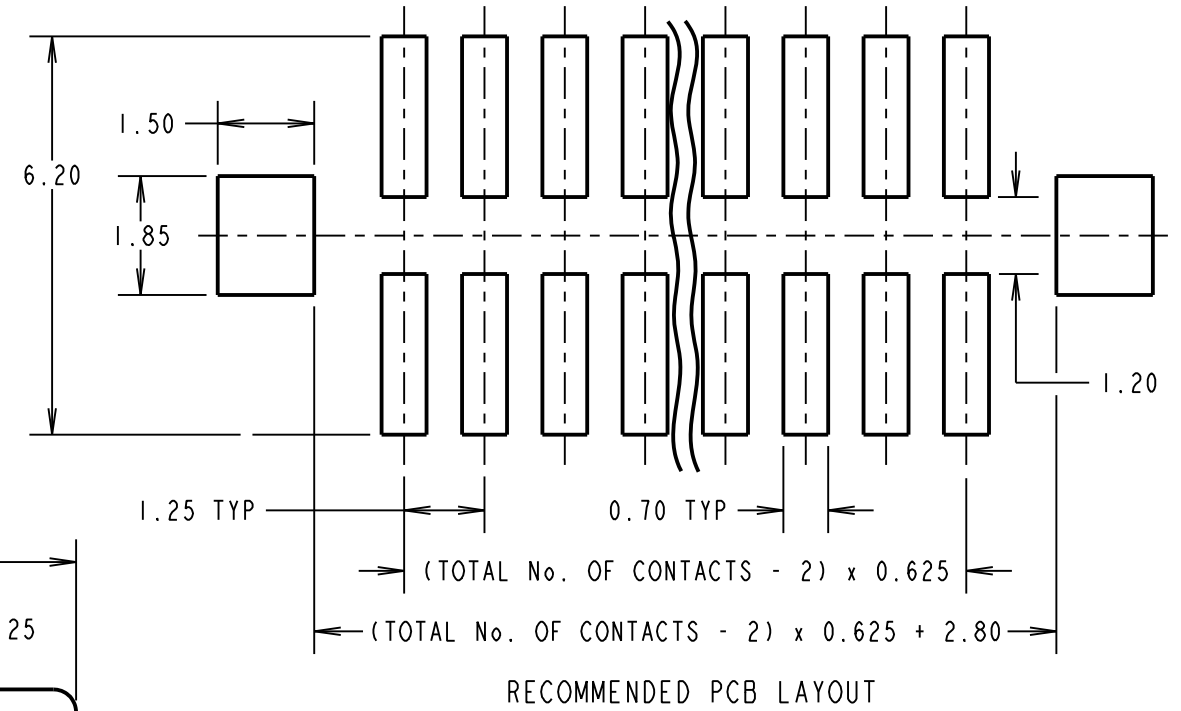 1.50
6.20
1.85
1.20
1.25 TYP
0.70 TYP
(TOTAL No. OF CONTACTS - 2) x 0.625
25
(TOTAL No. OF CONTACTS - 2) x 0.625 + 2.80
RECOMMENDED PCB LAYOUT